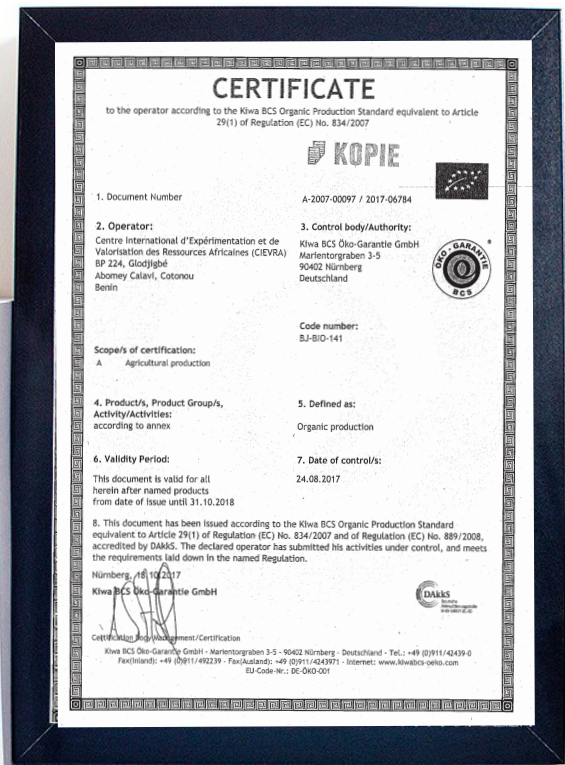 CERTIFICATE
to the operator according to the Kiwa BCS Organic Production Standard equivalent to Article
29(1) of Regulation (EC) No. 834/2007
KOPIE
1. Document Number
A-2007-00097 / 2017-06784
2. Operator:
Centre International d'Expérimentation et de
Valorisation des Ressources Africaines (CIEVRA)
BP 224, Glodjigbé
Abomey Calavi, Cotonou
Benin
3. Control body/Authority:
Kiwa BCS Öko-Garantie GmbH
Marientorgraben 3-5
90402 Nürnberg
Deutschland
ÖKO - GARANTIE
BCS
®
Code number:
BJ-BIO-141
Scope/s of certification:
A Agricultural production
4. Product/s, Product Group/s,
Activity/Activities:
according to annex
5. Defined as:
Organic production
6. Validity Period:
This document is valid for all
herein after named products
from date of issue until 31.10.2018
7. Date of control/s:
24.08.2017
8. This document has been issued according to the Kiwa BCS Organic Production Standard
equivalent to Article 29(1) of Regulation (EC) No. 834/2007 and of Regulation (EC) No. 889/2008,
accredited by DAkkS. The declared operator has submitted his activities under control, and meets
the requirements laid down in the named Regulation.
Nürnberg, 18.10.2017
Kiwa BCS Öko-Garantie GmbH
DAkkS
Deutsche
Akkreditierungsstelle
Certification Body Management/Certification
Kiwa BCS Öko-Garantie GmbH - Marientorgraben 3-5 - 90402 Nürnberg - Deutschland - Tel.: +49 (0)911/42439-0
Fax(Inland): +49 (0)911/492239 - Fax(Ausland): +49 (0)911/4243971 - Internet: www.kiwabcs-oeko.com
EU-Code-Nr.: DE-ÖKO-001